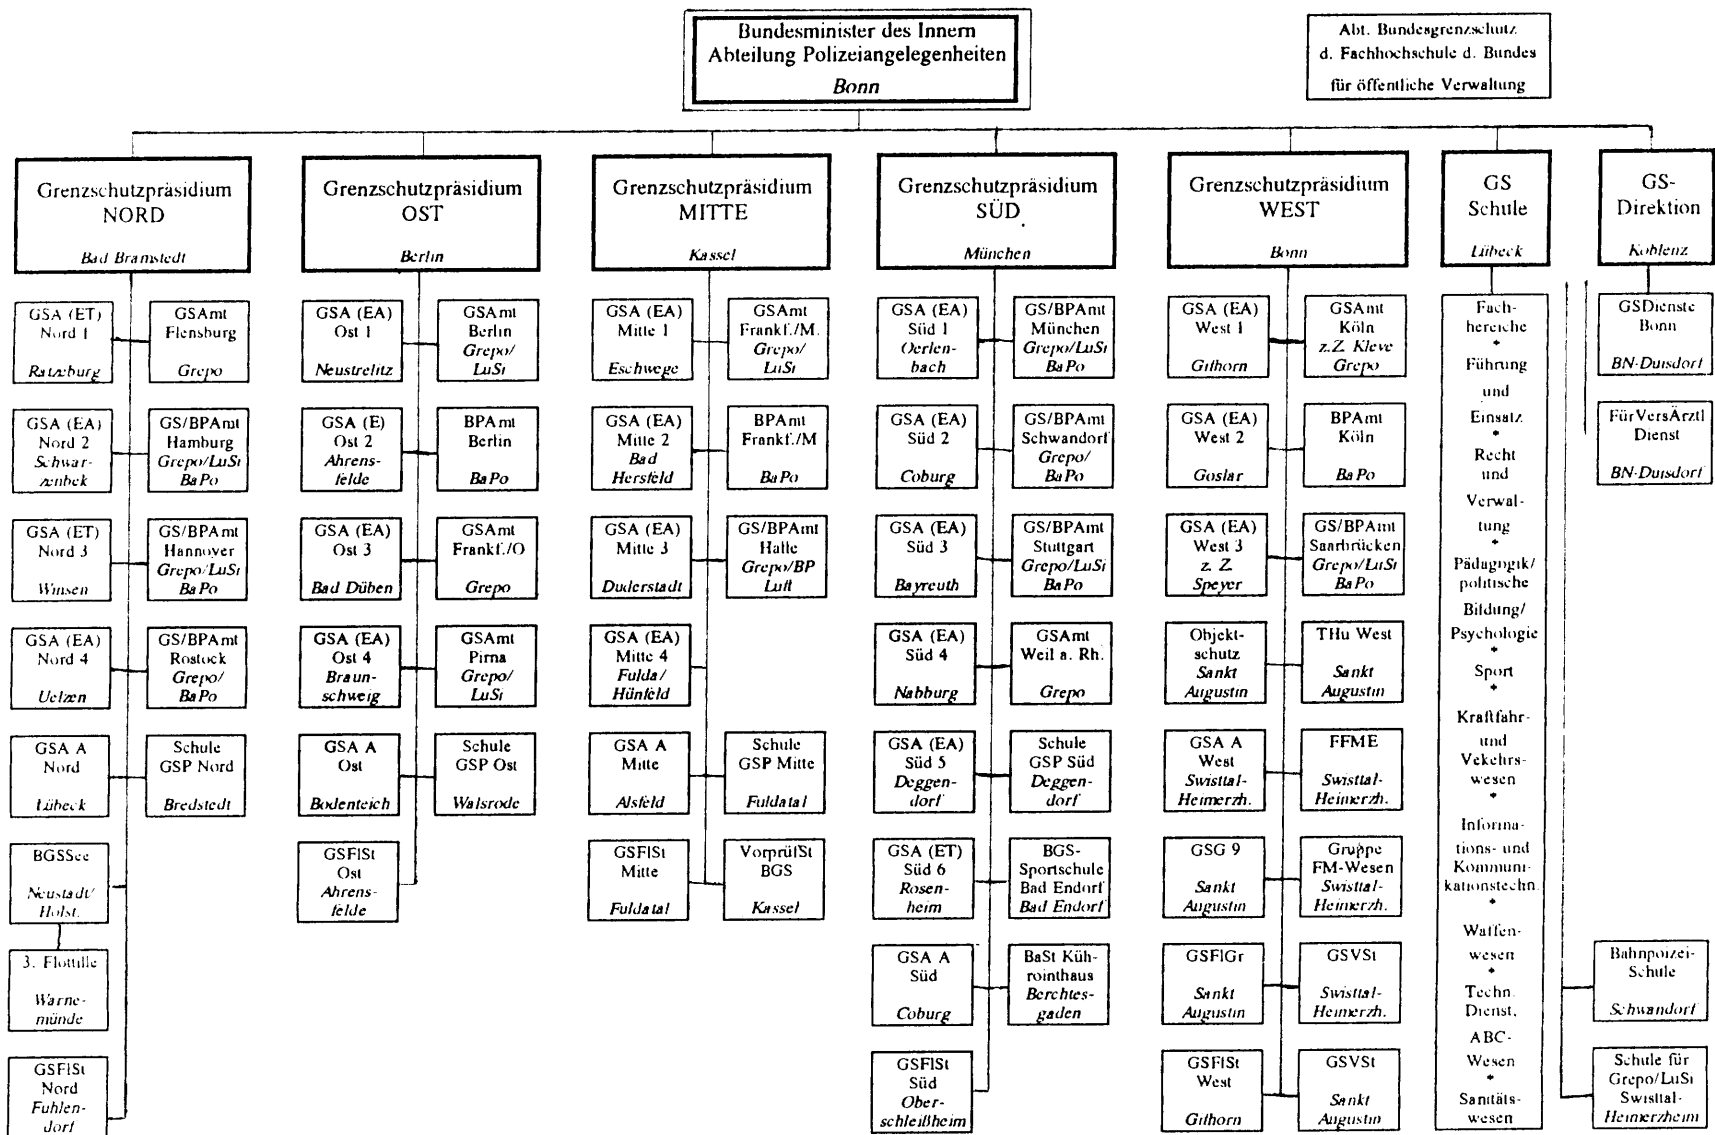 Bundesminister des Innern
Abteilung Polizeiangelegenheiten
Bonn
Abt. Bundesgrenzschutz
d. Fachhochschule d. Bundes
für öffentliche Verwaltung
Grenzschutzpräsidium
NORD
Bad Bramstedt
Grenzschutzpräsidium
OST
Berlin
Grenzschutzpräsidium
MITTE
Kassel
Grenzschutzpräsidium
SÜD
München
Grenzschutzpräsidium
WEST
Bonn
GS
Schule
Lübeck
GS-
Direktion
Koblenz
GSA (ET)
Nord 1
Ratzeburg
GSAmt
Flensburg
Grepo
GSA (EA)
Nord 2
Schwar-
zenbek
GS/BPAmt
Hamburg
Grepo/LuSi
BaPo
GSA (ET)
Nord 3
Winsen
GS/BPAmt
Hannover
Grepo/LuSi
BaPo
GSA (EA)
Nord 4
Uelzen
GS/BPAmt
Rostock
Grepo/
BaPo
GSA A
Nord
Lübeck
Schule
GSP Nord
Bredstedt
BGSSee
Neustadt/
Holst.
3. Flottille
Warne-
münde
GSFlSt
Nord
Fuhlen-
dorf
GSA (EA)
Ost 1
Neustrelitz
GSAmt
Berlin
Grepo/
LuSi
GSA (E)
Ost 2
Ahrens-
felde
BPAmt
Berlin
BaPo
GSA (EA)
Ost 3
Bad Düben
GSAmt
Frankf./O
Grepo
GSA (EA)
Ost 4
Braun-
schweig
GSAmt
Pirna
Grepo/
LuSi
GSA A
Ost
Bodenteich
Schule
GSP Ost
Walsrode
GSFlSt
Ost
Ahrens-
felde
GSA (EA)
Mitte 1
Eschwege
GSAmt
Frankf./M.
Grepo/
LuSi
GSA (EA)
Mitte 2
Bad
Hersfeld
BPAmt
Frankf./M
BaPo
GSA (EA)
Mitte 3
Duderstadt
GS/BPAmt
Halle
Grepo/BP
Luft
GSA (EA)
Mitte 4
Fulda/
Hünfeld
GSA A
Mitte
Alsfeld
Schule
GSP Mitte
Fuldatal
GSFlSt
Mitte
Fuldatal
VorprüfSt
BGS
Kassel
GSA (EA)
Süd 1
Oerlen-
bach
GS/BPAmt
München
Grepo/LuSi
BaPo
GSA (EA)
Süd 2
Coburg
GS/BPAmt
Schwandorf
Grepo/
BaPo
GSA (EA)
Süd 3
Bayreuth
GS/BPAmt
Stuttgart
Grepo/LuSi
BaPo
GSA (EA)
Süd 4
Nabburg
GSAmt
Weil a. Rh.
Grepo
GSA (EA)
Süd 5
Deggen-
dorf
Schule
GSP Süd
Deggen-
dorf
GSA (ET)
Süd 6
Rosen-
heim
BGS-
Sportschule
Bad Endorf
Bad Endorf
GSA A
Süd
Coburg
BaSt Küh-
rointhaus
Berchtes-
gaden
GSFlSt
Süd
Ober-
schleißheim
GSA (EA)
West 1
Gifhorn
GSAmt
Köln
z.Z. Kleve
Grepo
GSA (EA)
West 2
Goslar
BPAmt
Köln
BaPo
GSA (EA)
West 3
z. Z.
Speyer
GS/BPAmt
Saarbrücken
Grepo/LuSi
BaPo
Objekt-
schutz
Sankt
Augustin
THu West
Sankt
Augustin
GSA A
West
Swisttal-
Heimerzh.
FFME
Swisttal-
Heimerzh.
GSG 9
Sankt
Augustin
Gruppe
FM-Wesen
Swisttal-
Heimerzh.
GSFlGr
Sankt
Augustin
GSVSt
Swisttal-
Heimerzh.
GSFlSt
West
Gifhorn
GSVSt
Sankt
Augustin
Fach-
bereiche
*
Führung
und
Einsatz
*
Recht
und
Verwal-
tung
*
Pädagogik/
politische
Bildung/
Psychologie
*
Sport
*
Kraftfahr-
und
Vekehrs-
wesen
*
Informa-
tions- und
Kommuni-
kationstechn.
*
Waffen-
wesen
*
Techn.
Dienst,
ABC-
Wesen
*
Sanitäts-
wesen
GSDienste
Bonn
BN-Duisdorf
FürVersÄrztl
Dienst
BN-Duisdorf
Bahnpoizei-
Schule
Schwandorf
Schule für
Grepo/LuSi
Swisttal-
Heimerzheim